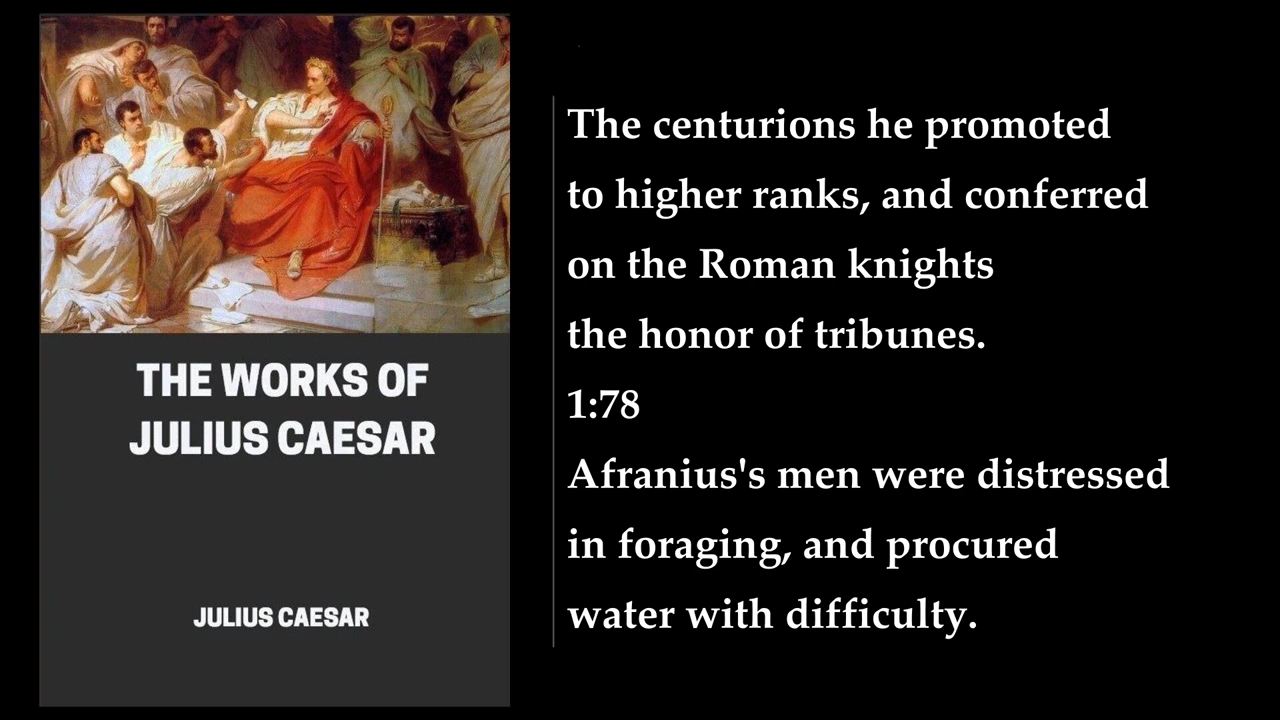 THE WORKS OF
JULIUS CAESAR
JULIUS CAESAR
The centurions he promoted
to higher ranks, and conferred
on the Roman knights
the honor of tribunes.
1:78
Afranius's men were distressed
in foraging, and procured
water with difficulty.